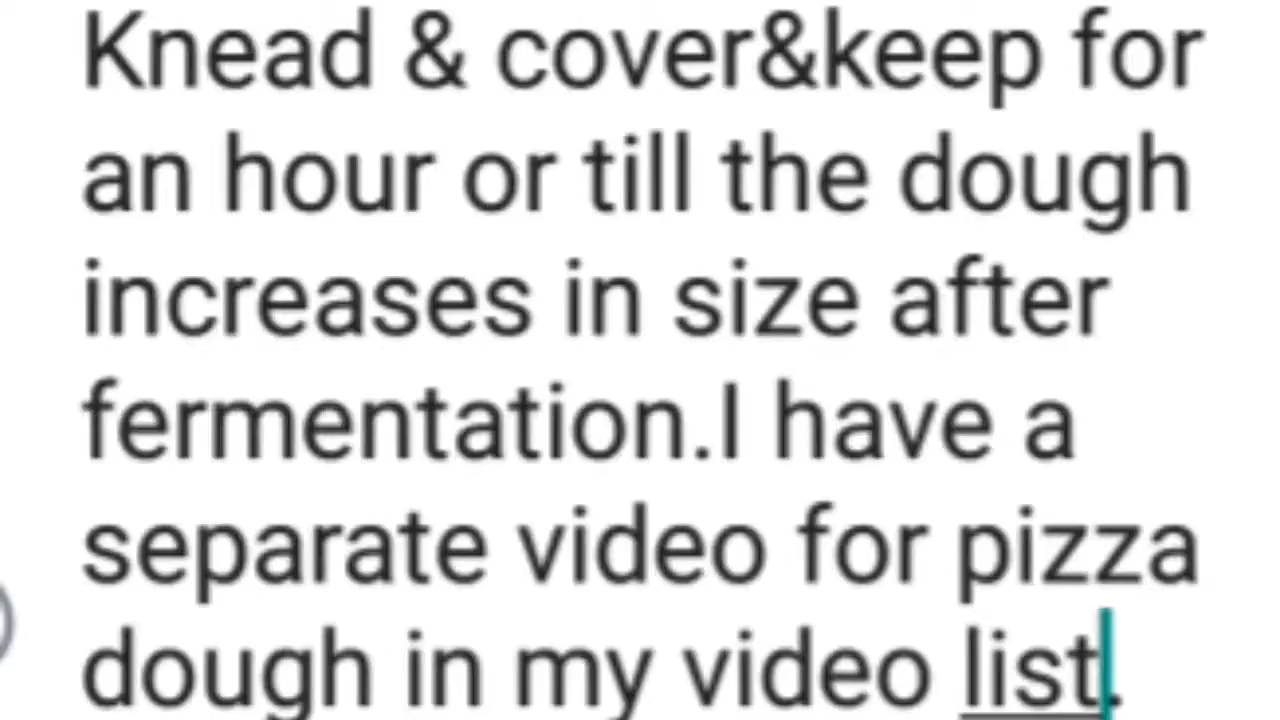 Knead & cover&keep for
an hour or till the dough
increases in size after
fermentation.I have a
separate video for pizza
dough in my video list.